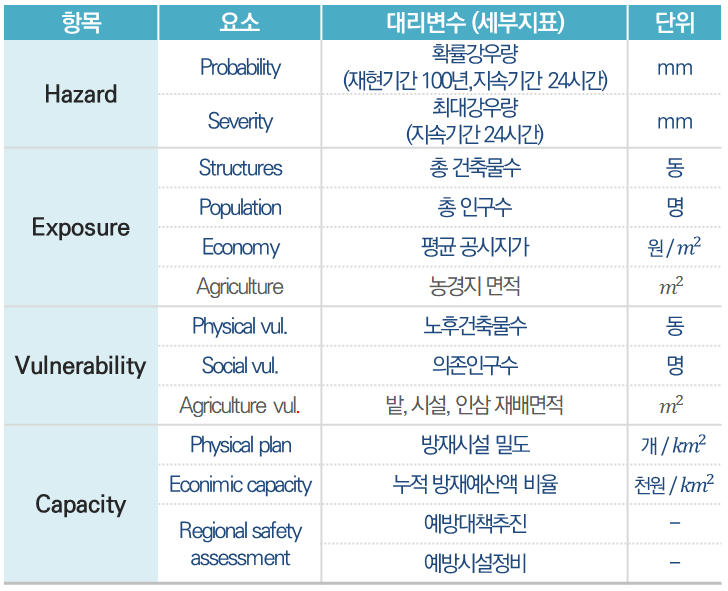 항목 요소 대리변수 (세부지표) 단위
Hazard
Probability 확률강우량 (재현기간 100년,지속기간 24시간) mm
Severity 최대강우량 (지속기간 24시간) mm
Exposure
Structures 총 건축물수 동
Population 총 인구수 명
Economy 평균 공시지가 원/m²
Agriculture 농경지 면적 m²
Vulnerability
Physical vul. 노후건축물수 동
Social vul. 의존인구수 명
Agriculture vul. 밭, 시설, 인삼 재배면적 m²
Capacity
Physical plan 방재시설 밀도 개/km²
Econimic capacity 누적 방재예산액 비율 천원/km²
Regional safety assessment
예방대책추진 –
예방시설정비 –